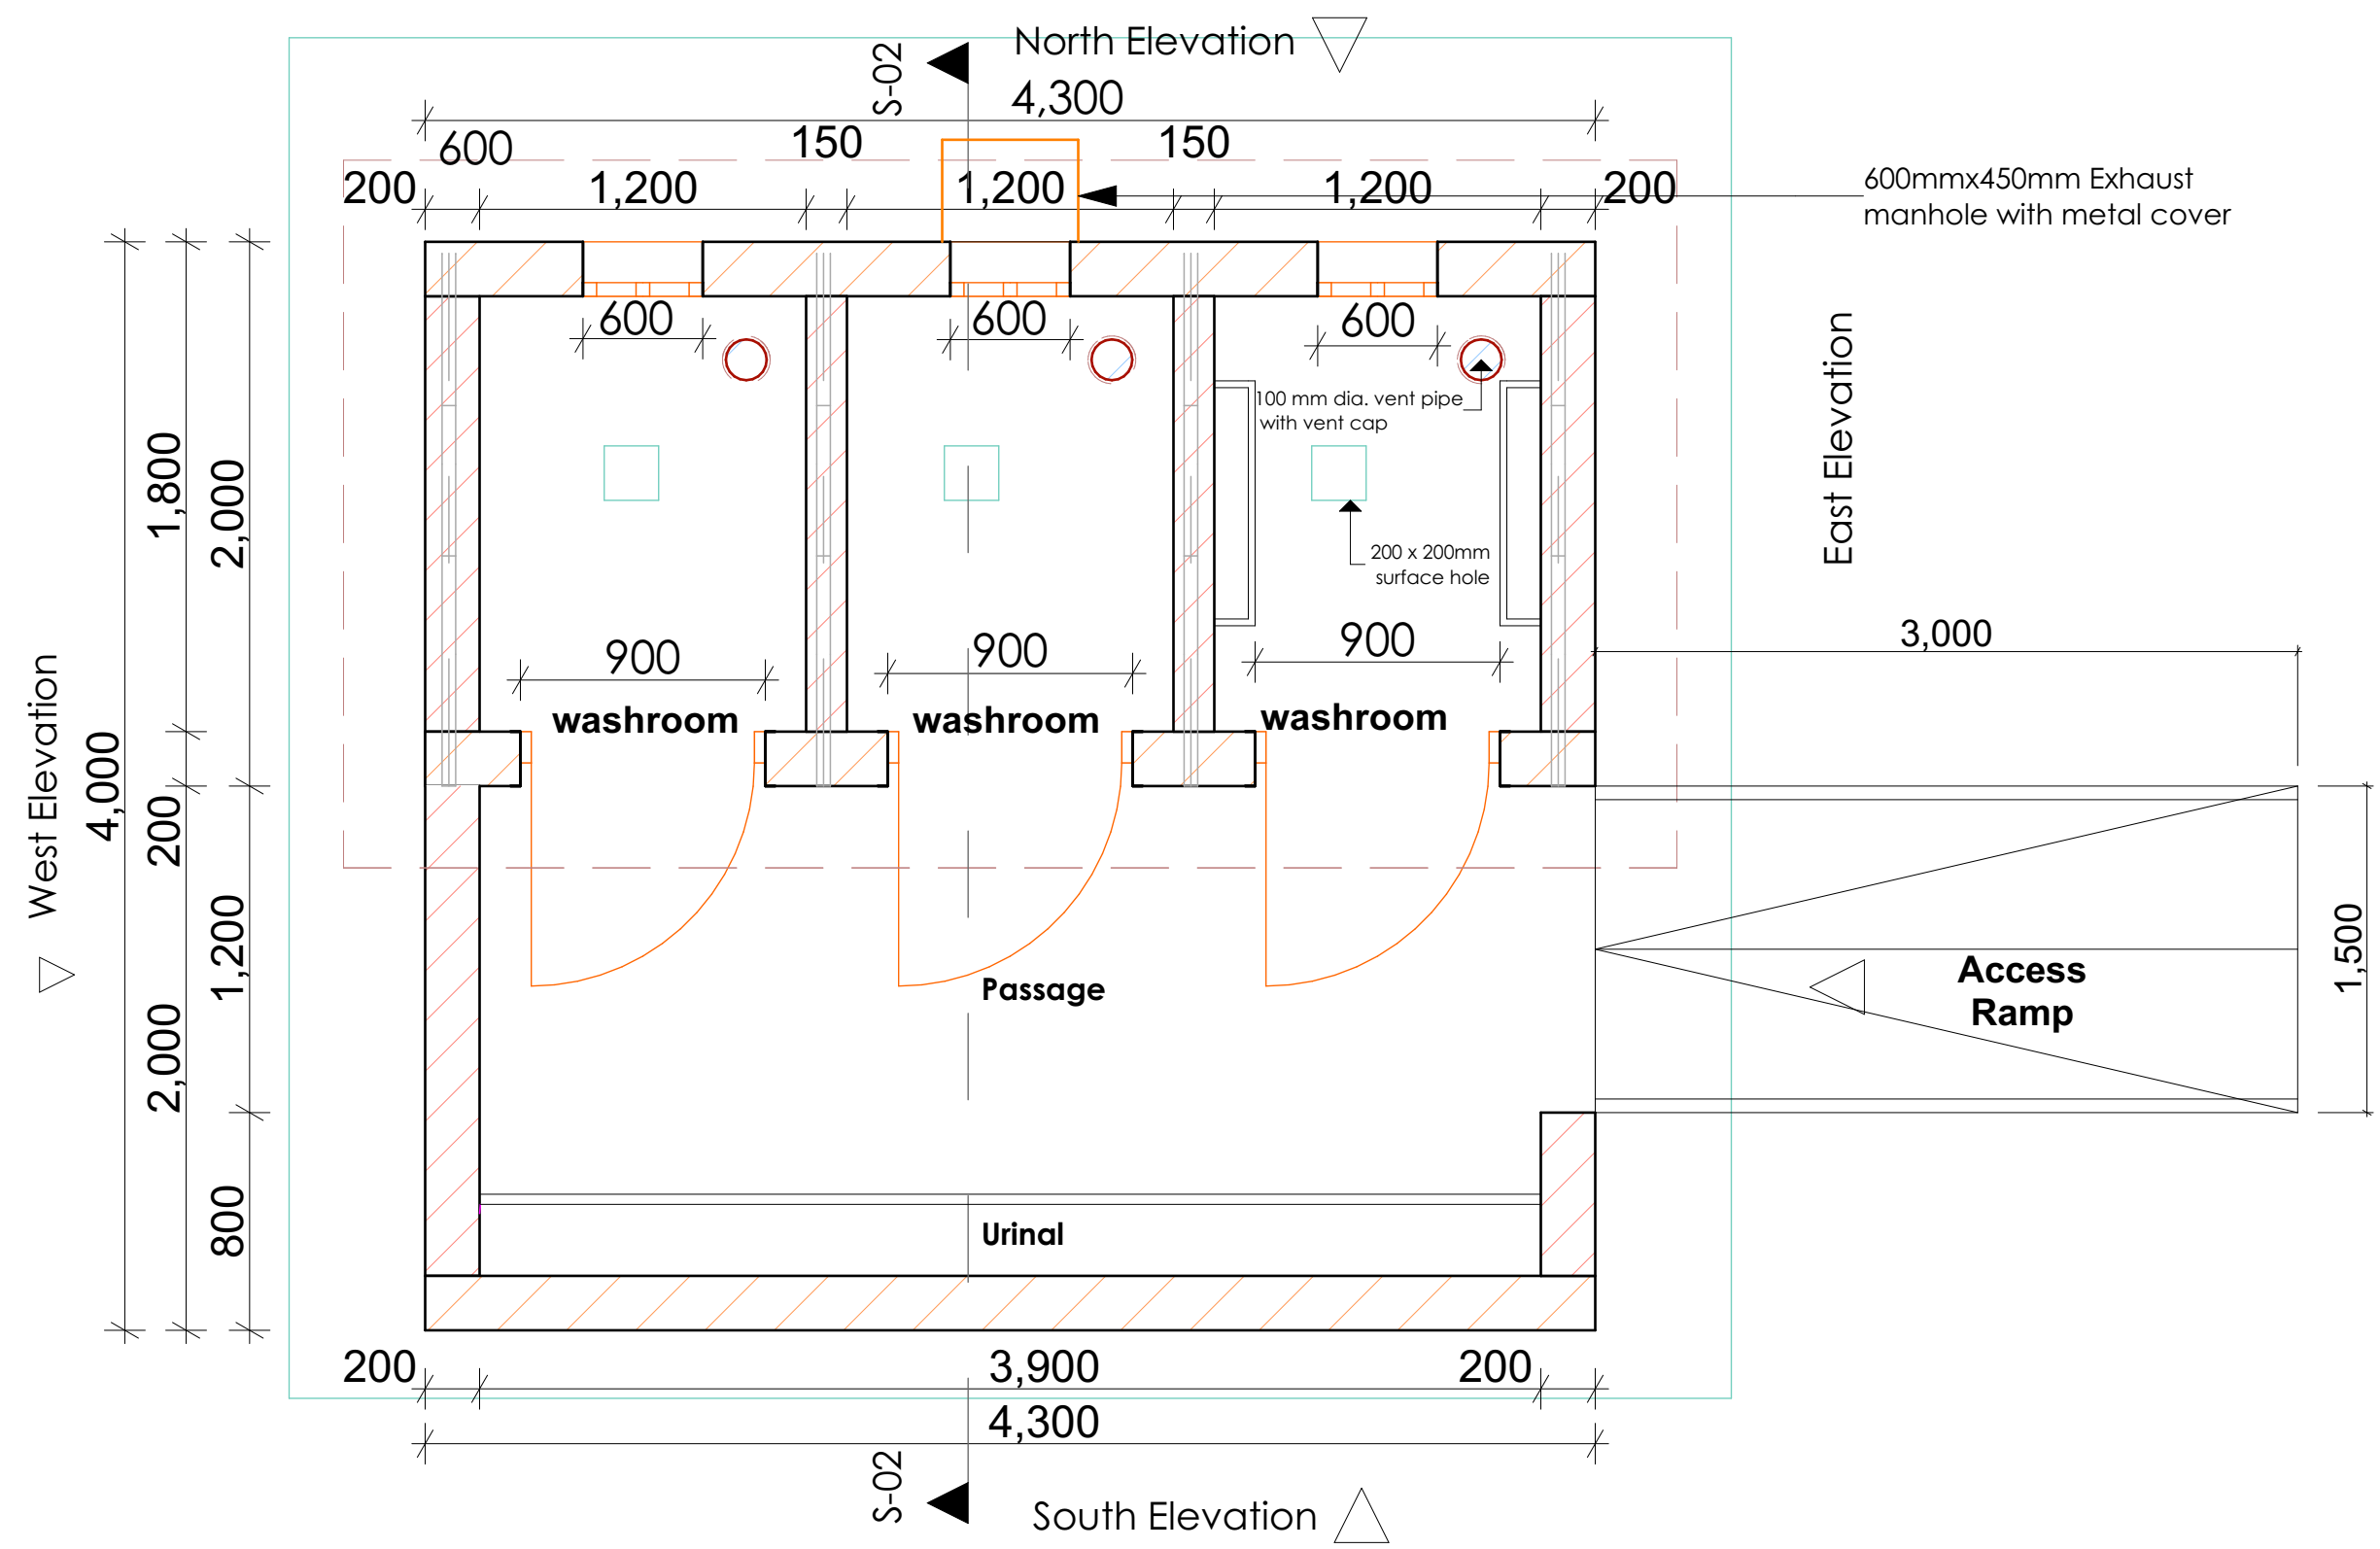 North Elevation
S-02
4,300
600
150
150
200
1,200
1,200
1,200
200
600mmx450mm Exhaust
manhole with metal cover
600
600
600
100 mm dia. vent pipe
with vent cap
East Elevation
1,800
2,000
200 x 200mm
surface hole
900
900
900
3,000
washroom
washroom
washroom
West Elevation
4,000
200
1,200
2,000
800
Passage
Access
Ramp
1,500
Urinal
200
3,900
200
4,300
S-02
South Elevation